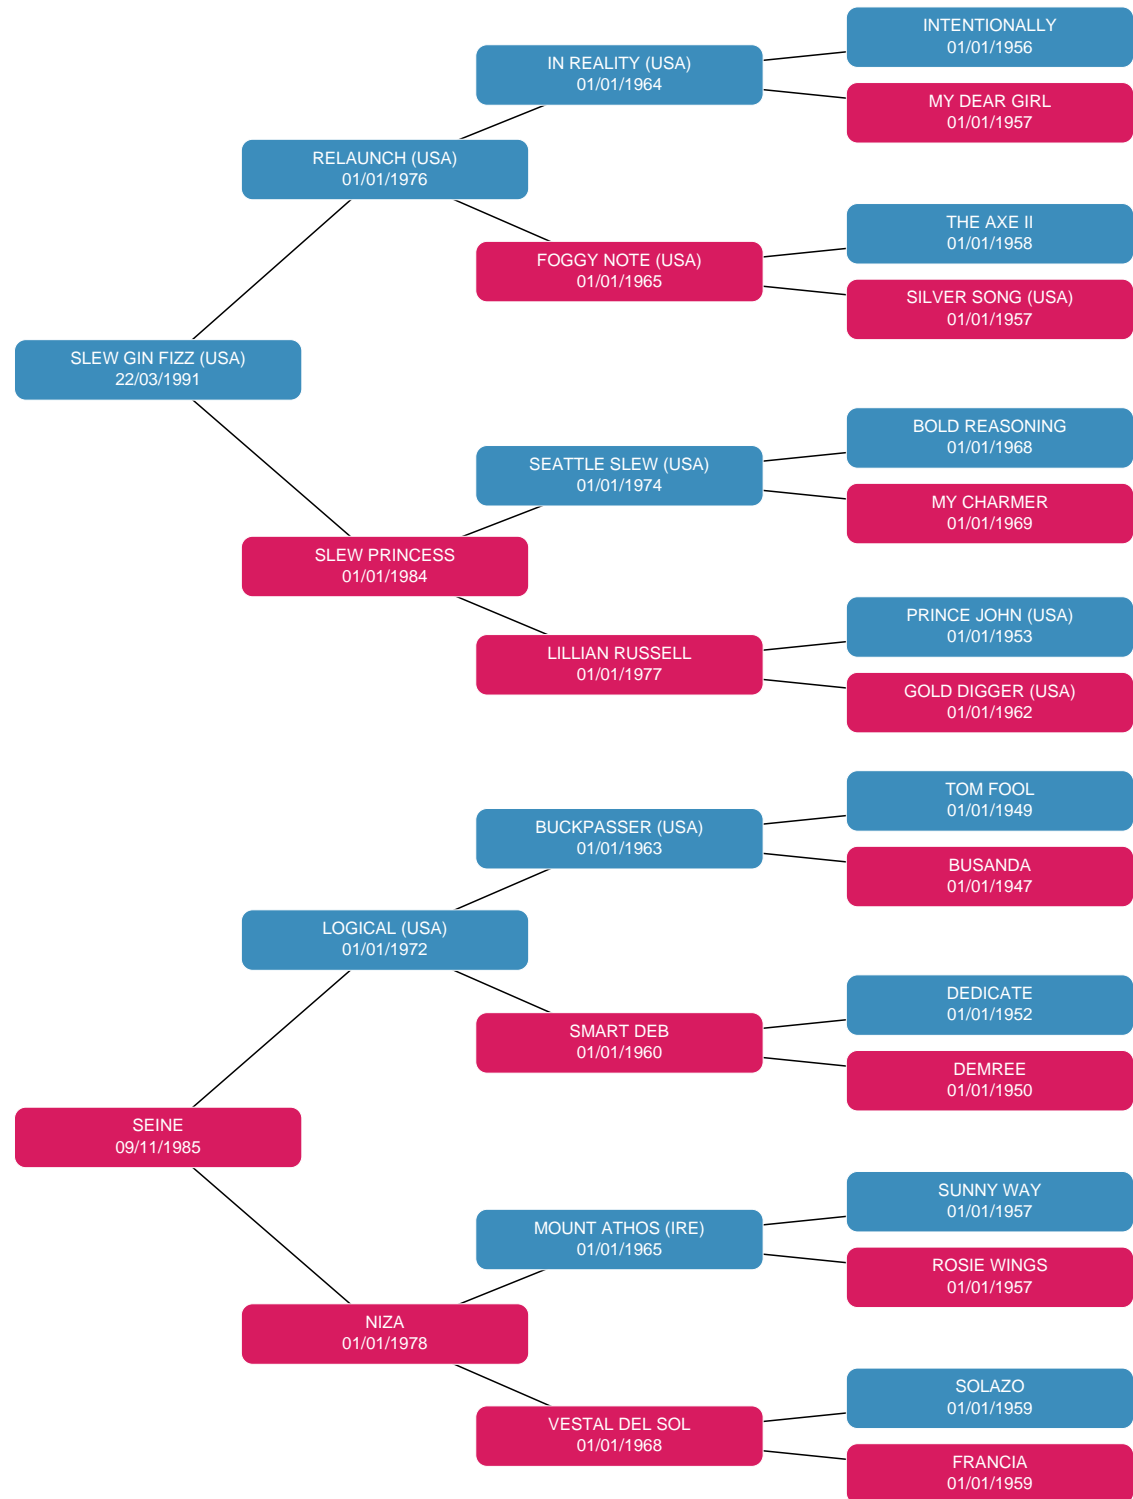 INTENTIONALLY
01/01/1956
IN REALITY (USA)
01/01/1964
MY DEAR GIRL
01/01/1957
RELAUNCH (USA)
01/01/1976
THE AXE II
01/01/1958
FOGGY NOTE (USA)
01/01/1965
SILVER SONG (USA)
01/01/1957
SLEW GIN FIZZ (USA)
22/03/1991
BOLD REASONING
01/01/1968
SEATTLE SLEW (USA)
01/01/1974
MY CHARMER
01/01/1969
SLEW PRINCESS
01/01/1984
PRINCE JOHN (USA)
01/01/1953
LILLIAN RUSSELL
01/01/1977
GOLD DIGGER (USA)
01/01/1962
TOM FOOL
01/01/1949
BUCKPASSER (USA)
01/01/1963
BUSANDA
01/01/1947
LOGICAL (USA)
01/01/1972
DEDICATE
01/01/1952
SMART DEB
01/01/1960
DEMREE
01/01/1950
SEINE
09/11/1985
SUNNY WAY
01/01/1957
MOUNT ATHOS (IRE)
01/01/1965
ROSIE WINGS
01/01/1957
NIZA
01/01/1978
SOLAZO
01/01/1959
VESTAL DEL SOL
01/01/1968
FRANCIA
01/01/1959